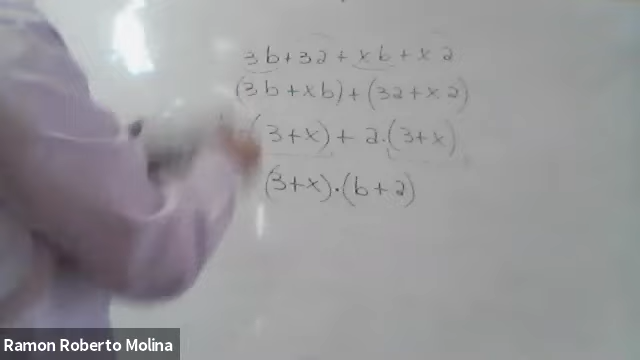 3b+3a+xb+xa
(3b+xb)+(3a+xa)
(3+x)+a.(3+x)
(3+x).(b+a)
Ramon Roberto Molina